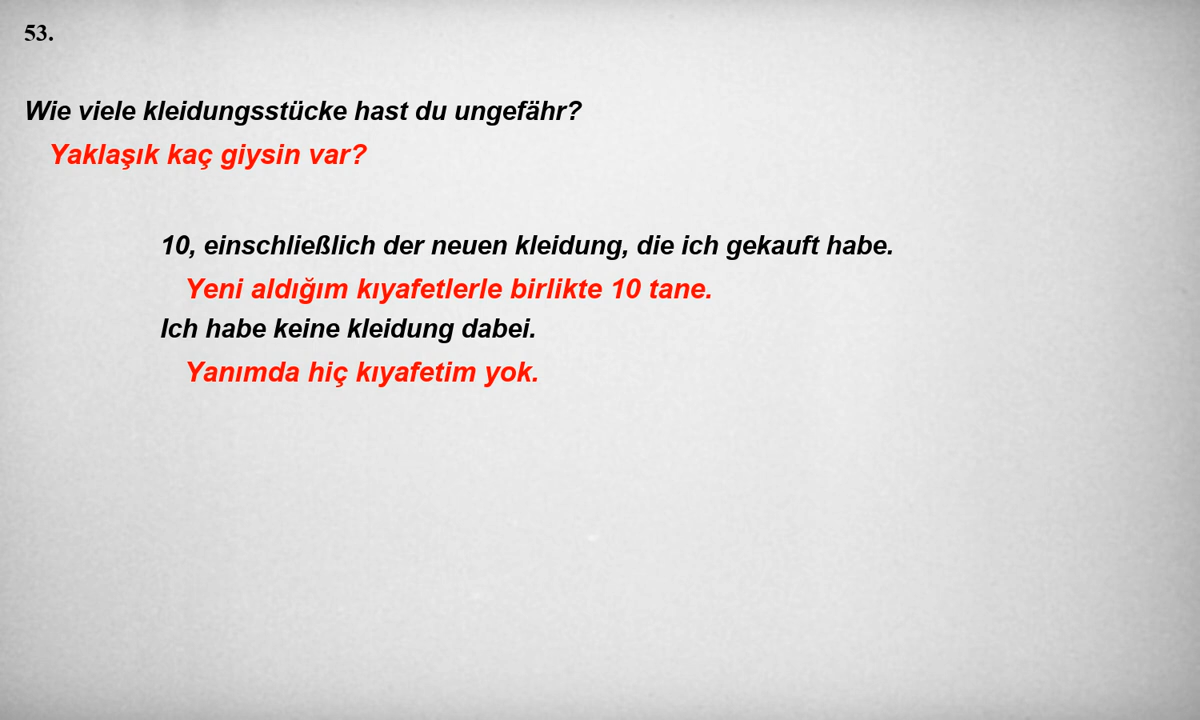 53.
Wie viele kleidungsstücke hast du ungefähr?
Yaklaşık kaç giysin var?
10, einschließlich der neuen kleidung, die ich gekauft habe.
Yeni aldığım kıyafetlerle birlikte 10 tane.
Ich habe keine kleidung dabei.
Yanımda hiç kıyafetim yok.